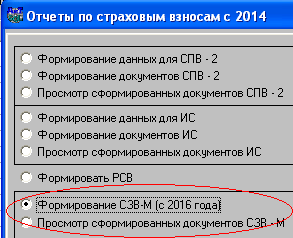 Отчеты по страховым взносам с 2014
Формирование данных для СПВ - 2
Формирование документов СПВ - 2
Просмотр сформированных документов СПВ - 2
Формирование данных для ИС
Формирование документов ИС
Просмотр сформированных документов ИС
Формировать РСВ
Формирование СЗВ-М (с 2016 года)
Просмотр сформированных документов СЗВ - М